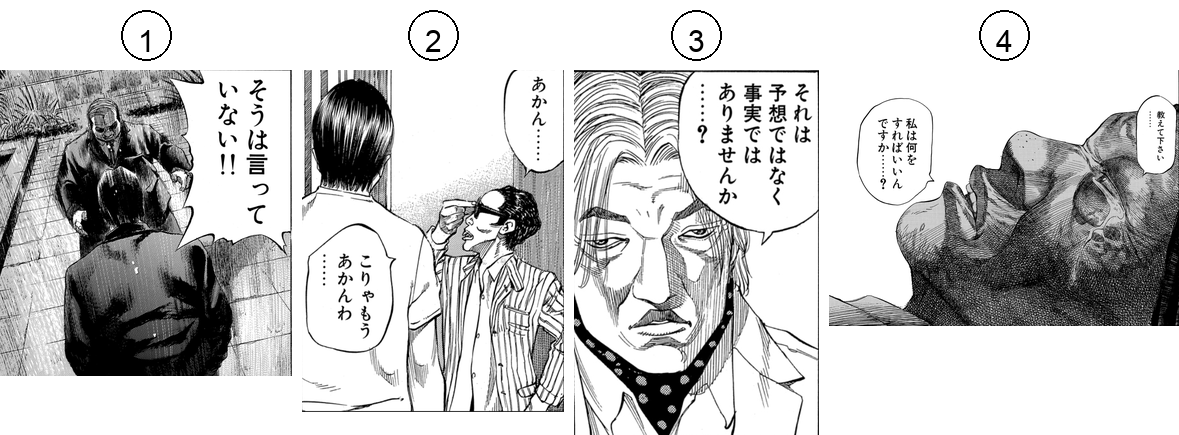 1
そうは言って
いない!!
2
あかん……
こりゃもう
あかんわ
……
3
それは
予想ではなく
事実では
ありませんか
……?
4
教えて下さい
……
私は何を
すればいいん
ですか……?